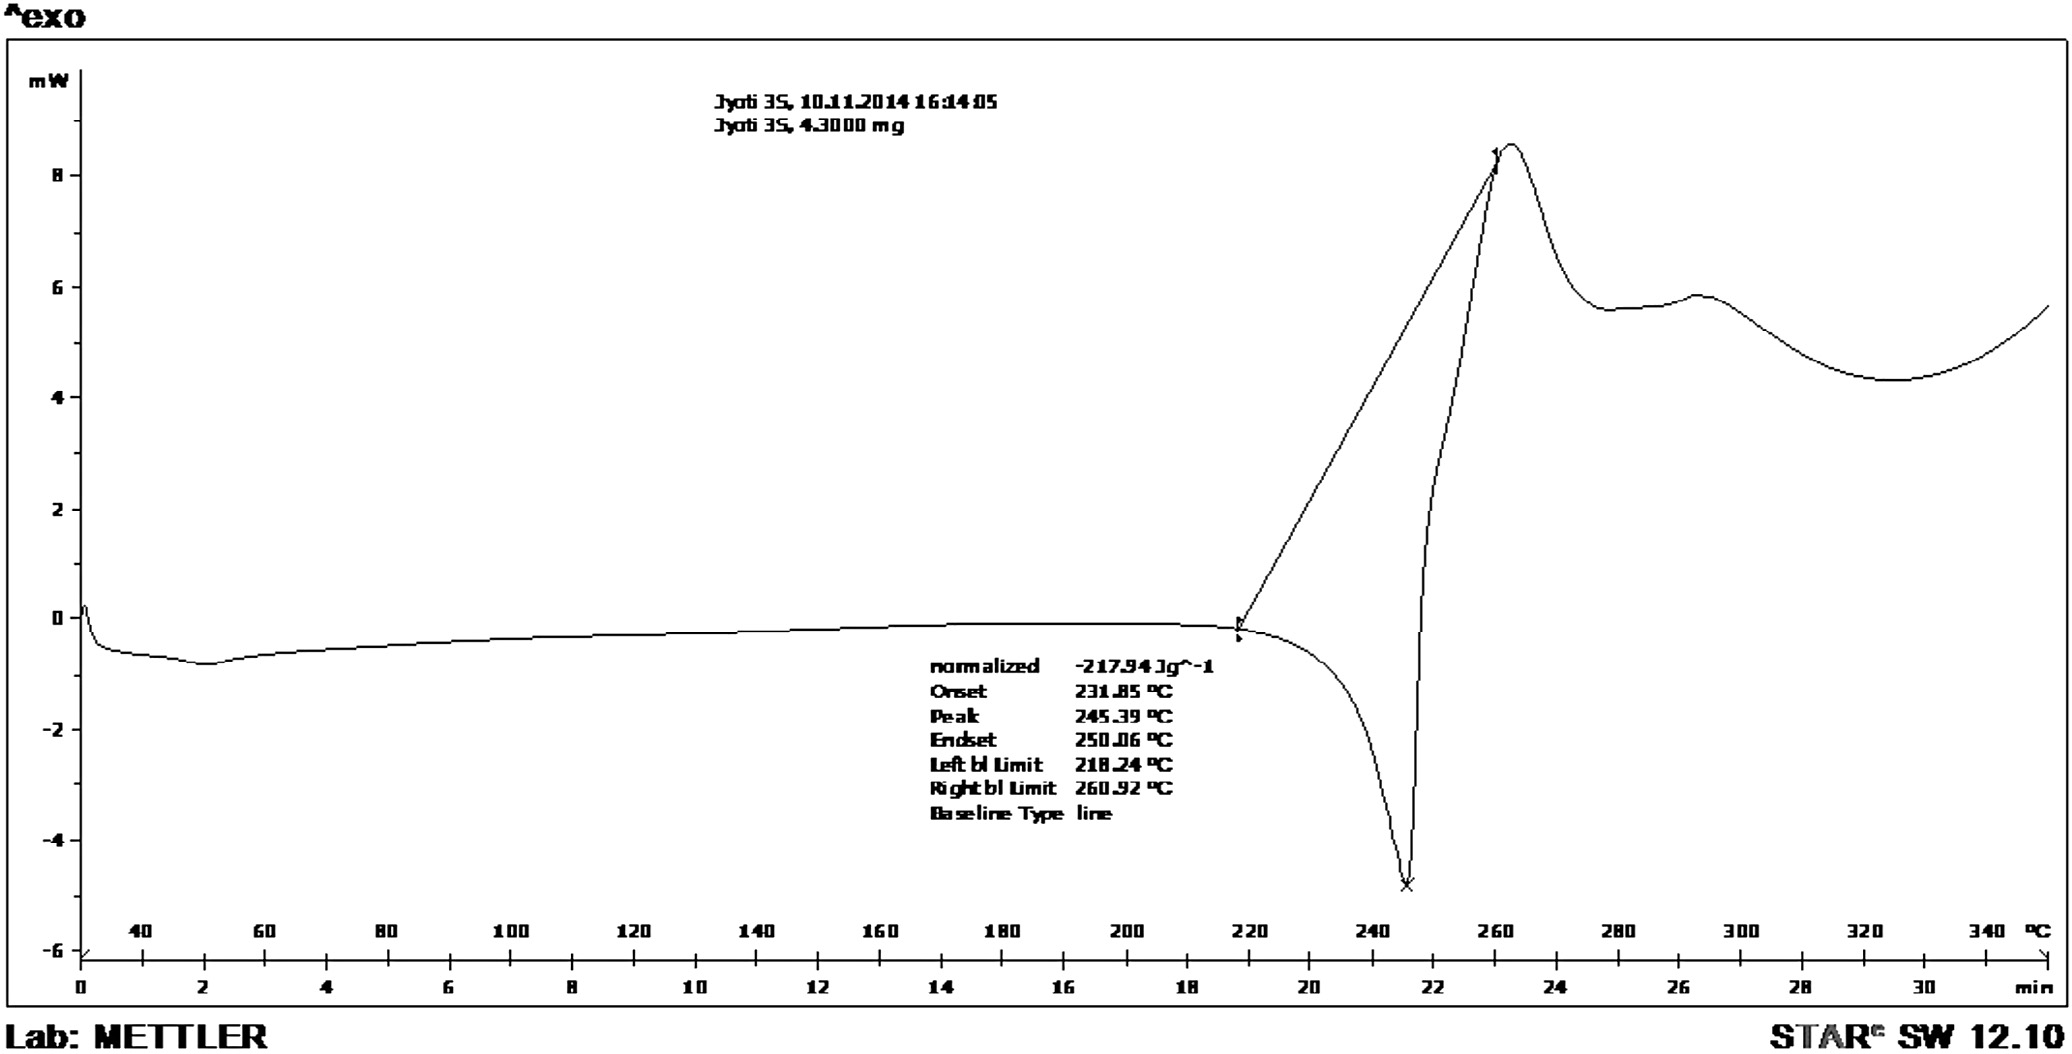 ^exo
mW
Jyoti 3S, 10.11.2014 16:14:05
Jyoti 3S, 4.3000 mg
8
6
4
2
0
-2
-4
-6
normalized -217.94 Jg^-1
Onset 231.85 °C
Peak 245.39 °C
Endset 250.06 °C
Left bl Limit 218.24 °C
Right bl Limit 260.92 °C
Baseline Type line
40 60 80 100 120 140 160 180 200 220 240 260 280 300 320 340 °C
0 2 4 6 8 10 12 14 16 18 20 22 24 26 28 30 min
Lab: METTLER STARe SW 12.10